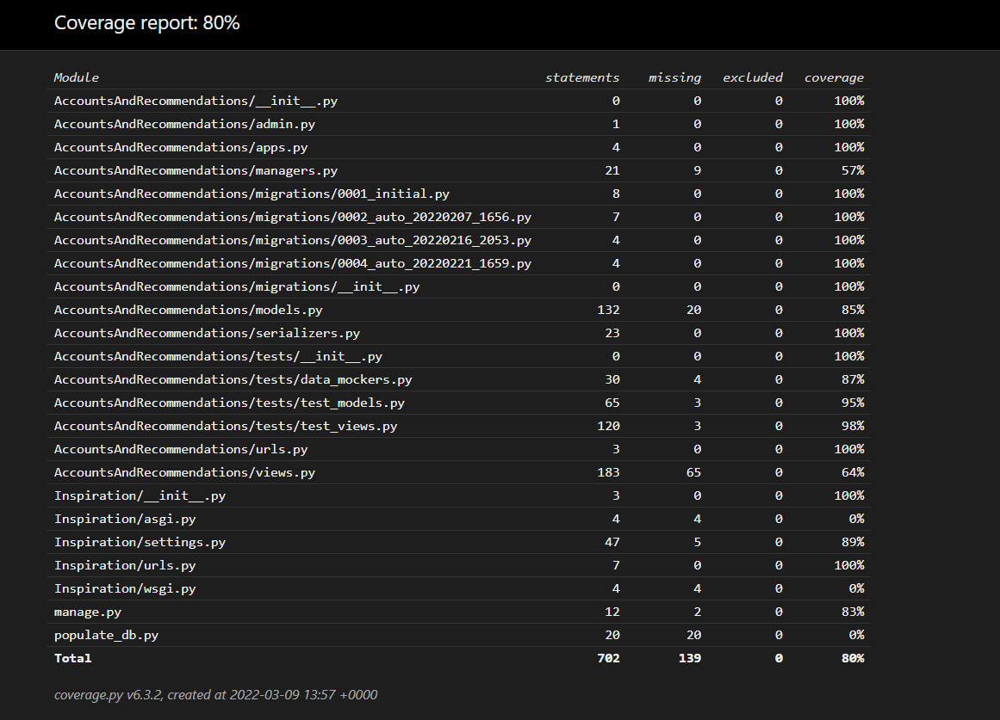 Coverage report: 80%
Module statements missing excluded coverage
AccountsAndRecommendations/__init__.py 0 0 0 100%
AccountsAndRecommendations/admin.py 1 0 0 100%
AccountsAndRecommendations/apps.py 4 0 0 100%
AccountsAndRecommendations/managers.py 21 9 0 57%
AccountsAndRecommendations/migrations/0001_initial.py 8 0 0 100%
AccountsAndRecommendations/migrations/0002_auto_20220207_1656.py 7 0 0 100%
AccountsAndRecommendations/migrations/0003_auto_20220216_2053.py 4 0 0 100%
AccountsAndRecommendations/migrations/0004_auto_20220221_1659.py 4 0 0 100%
AccountsAndRecommendations/migrations/__init__.py 0 0 0 100%
AccountsAndRecommendations/models.py 132 20 0 85%
AccountsAndRecommendations/serializers.py 23 0 0 100%
AccountsAndRecommendations/tests/__init__.py 0 0 0 100%
AccountsAndRecommendations/tests/data_mockers.py 30 4 0 87%
AccountsAndRecommendations/tests/test_models.py 65 3 0 95%
AccountsAndRecommendations/tests/test_views.py 120 3 0 98%
AccountsAndRecommendations/urls.py 3 0 0 100%
AccountsAndRecommendations/views.py 183 65 0 64%
Inspiration/__init__.py 3 0 0 100%
Inspiration/asgi.py 4 4 0 0%
Inspiration/settings.py 47 5 0 89%
Inspiration/urls.py 7 0 0 100%
Inspiration/wsgi.py 4 4 0 0%
manage.py 12 2 0 83%
populate_db.py 20 20 0 0%
Total 702 139 0 80%
coverage.py v6.3.2, created at 2022-03-09 13:57 +0000